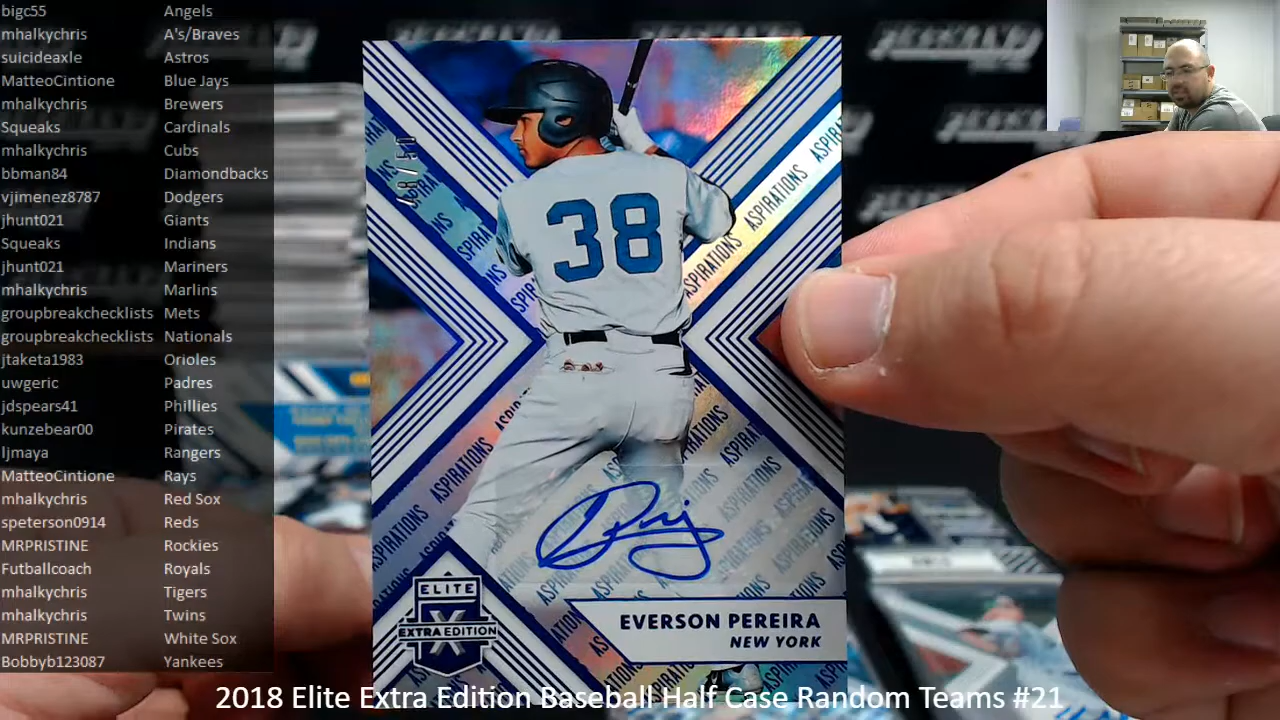 bigc55 Angels
mhalkychris A's/Braves
suicideaxle Astros
MatteoCintione Blue Jays
mhalkychris Brewers
Squeaks Cardinals
mhalkychris Cubs
bbman84 Diamondbacks
vjimenez8787 Dodgers
jhunt021 Giants
Squeaks Indians
jhunt021 Mariners
mhalkychris Marlins
groupbreakchecklists Mets
groupbreakchecklists Nationals
jtaketa1983 Orioles
uwgeric Padres
jdspears41 Phillies
kunzebear00 Pirates
ljmaya Rangers
MatteoCintione Rays
mhalkychris Red Sox
speterson0914 Reds
MRPRISTINE Rockies
Futballcoach Royals
mhalkychris Tigers
mhalkychris Twins
MRPRISTINE White Sox
Bobbyb123087 Yankees
38
ASPIRATIONS
ASPIRATIONS
ASPIRATIONS
ASPIRATIONS
ASPIRATIONS
ELITE
X
EXTRA EDITION
EVERSON PEREIRA
NEW YORK
2018 Elite Extra Edition Baseball Half Case Random Teams #21